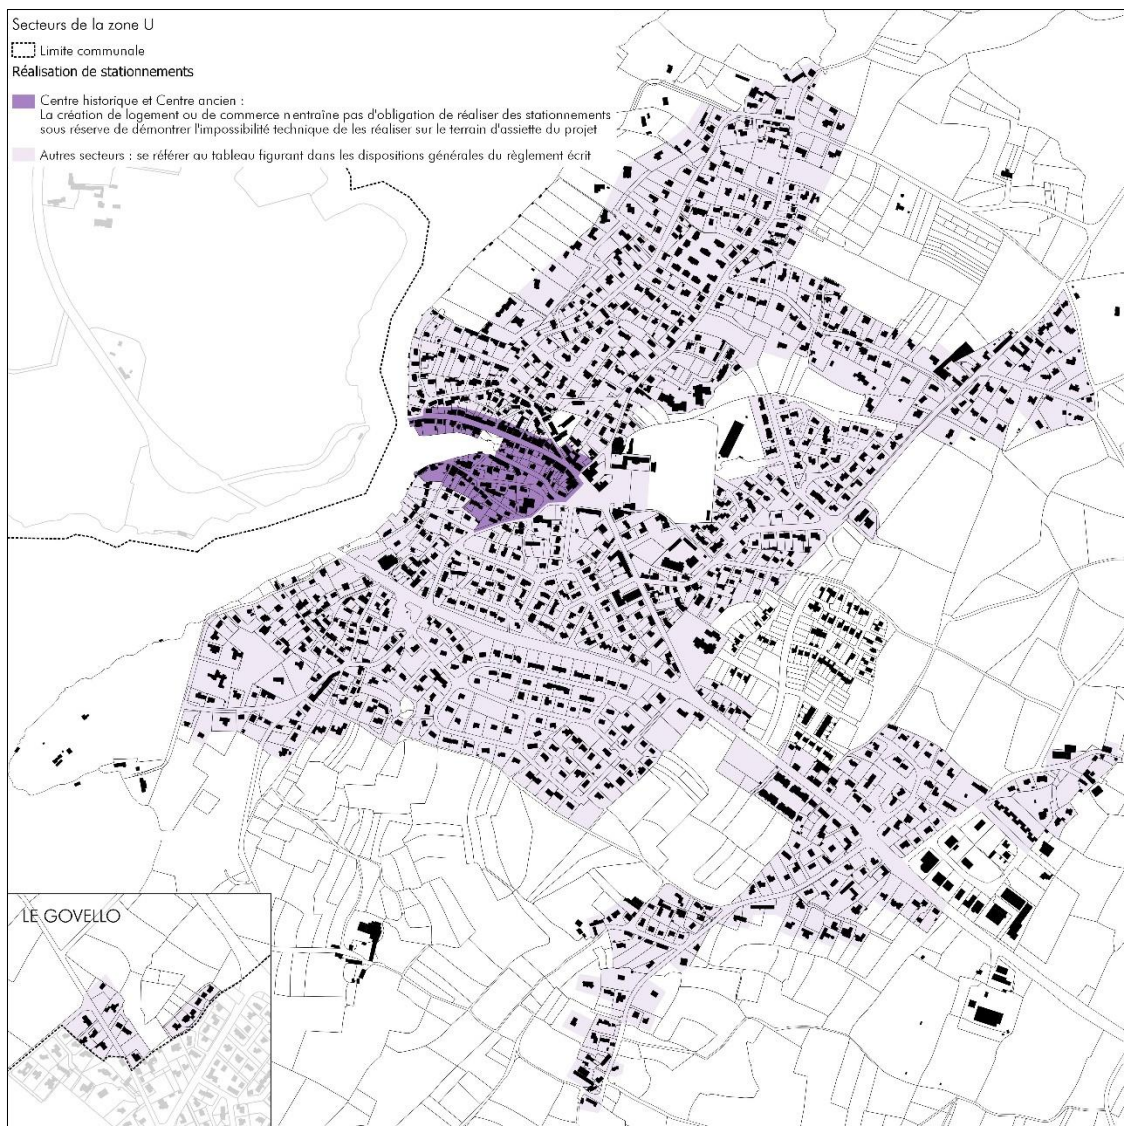 Secteurs de la zone U
Limite communale
Réalisation de stationnements
Centre historique et Centre ancien :
La création de logement ou de commerce n entraîne pas d'obligation de réaliser des stationnements
sous réserve de démontrer l'impossibilité technique de les réaliser sur le terrain d'assiette du projet
Autres secteurs : se référer au tableau figurant dans les dispositions générales du règlement écrit
LE GOVELLO